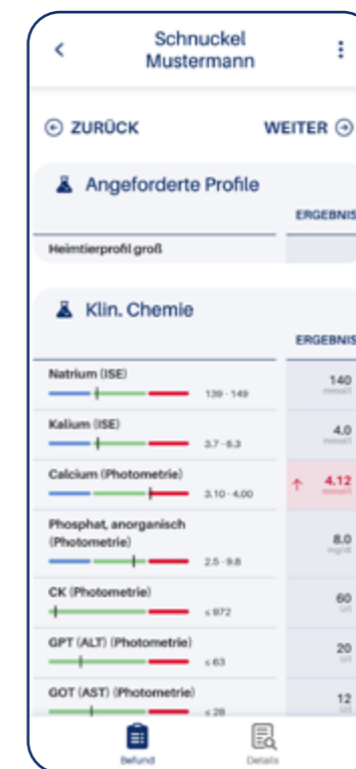 Schnuckel
Mustermann
ZURÜCK WEITER
Angeforderte Profile
ERGEBNIS
Heimtierprofil groß
Klin. Chemie
ERGEBNIS
Natrium (ISE)
139 - 149 140
mmol/l
Kalium (ISE)
3.7 - 6.3 4.0
mmol/l
Calcium (Photometrie)
3.10 - 4.00 ↑ 4.12
mmol/l
Phosphat, anorganisch
(Photometrie)
2.5 - 9.8 8.0
mg/dl
CK (Photometrie)
≤ 972 60
U/l
GPT (ALT) (Photometrie)
≤ 63 20
U/l
GOT (AST) (Photometrie)
≤ 28 12
U/l
Befund Details